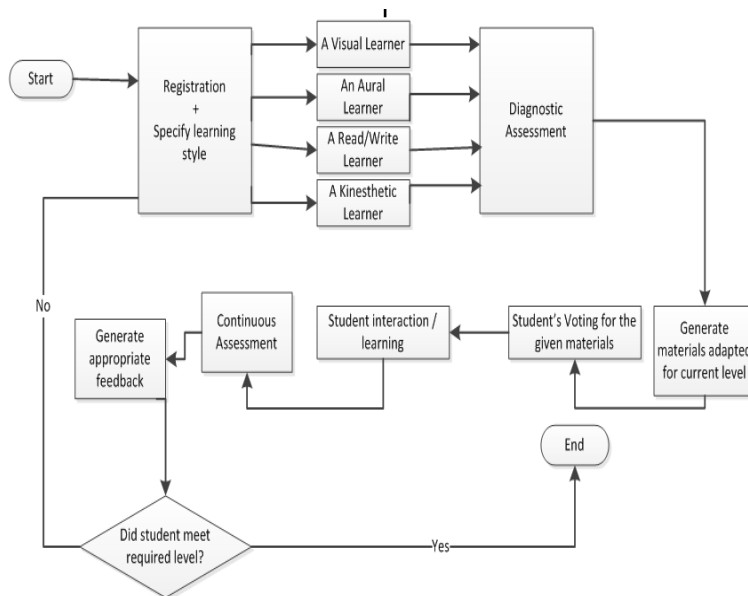 Start
Registration
+
Specify learning
style
A Visual Learner
An Aural
Learner
A Read/Write
Learner
A Kinesthetic
Learner
Diagnostic
Assessment
No
Generate
appropriate
feedback
Continuous
Assessment
Student interaction /
learning
Student's Voting for the
given materials
Generate
materials adapted
for current level
End
Did student meet
required level?
Yes